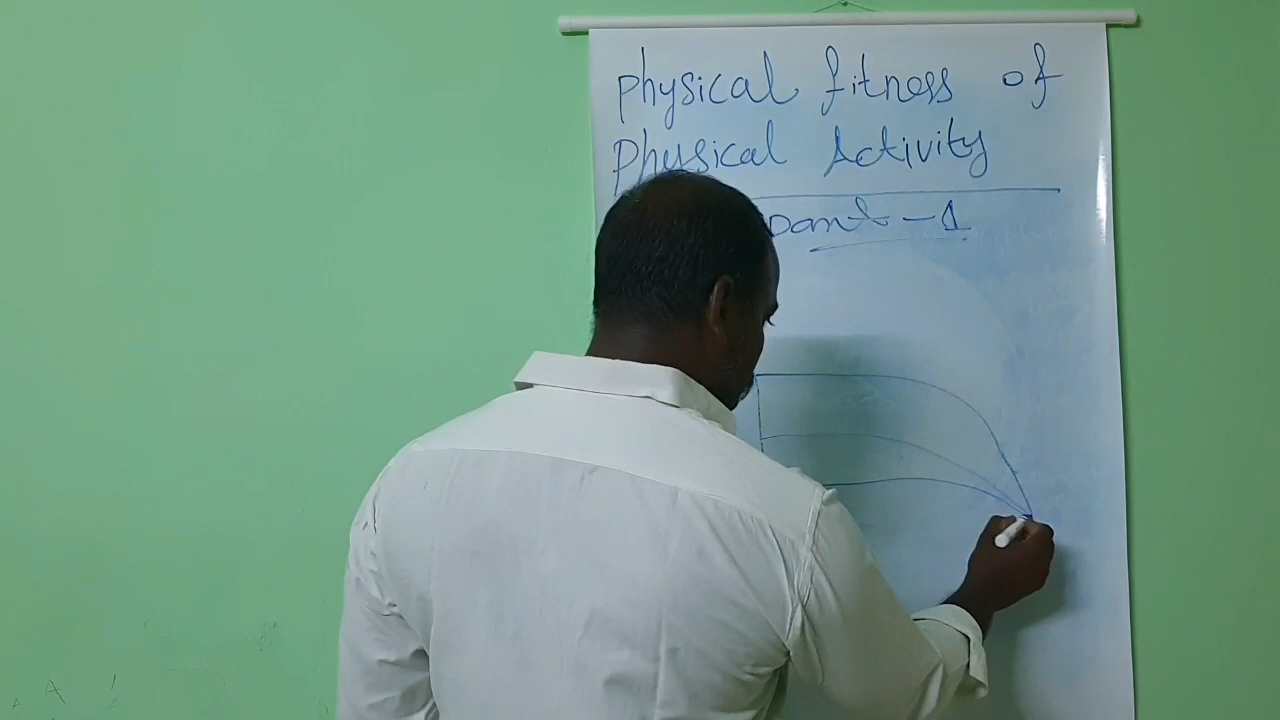 Physical fitness of
Physical Activity
Part - 1
A